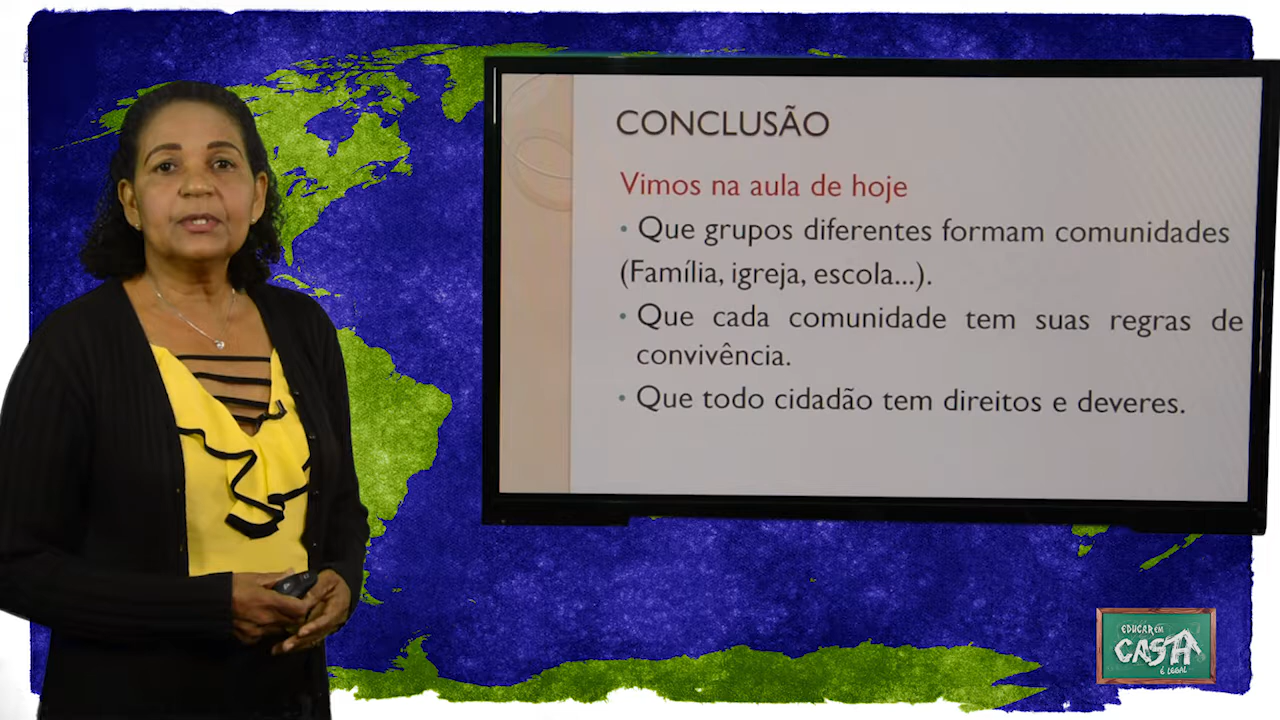 CONCLUSÃO
Vimos na aula de hoje
• Que grupos diferentes formam comunidades
(Família, igreja, escola...).
• Que cada comunidade tem suas regras de
convivência.
• Que todo cidadão tem direitos e deveres.
EDUCAR EM
CASA
É LEGAL